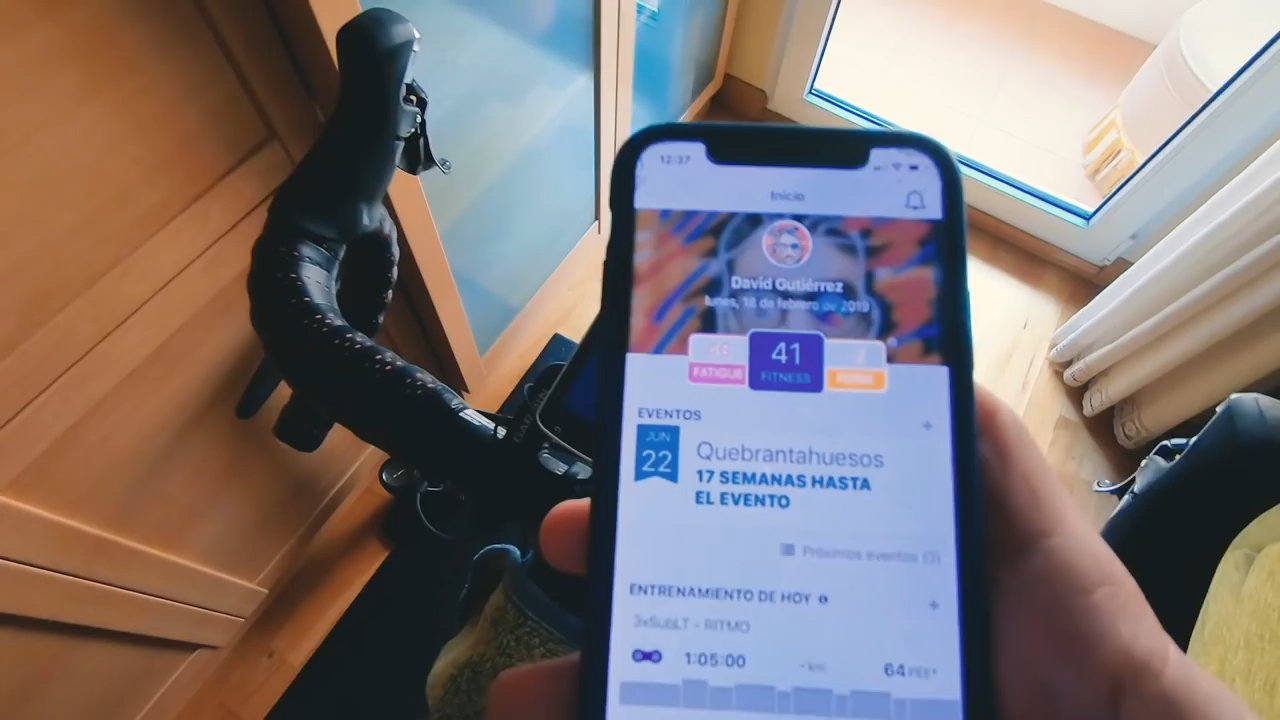 12:37
Inicio
David Gutiérrez
lunes, 18 de febrero de 2019
41
FATIGUE
FITNESS
EVENTOS
JUN
22
Quebrantahuesos
17 SEMANAS HASTA
EL EVENTO
Próximos eventos (3)
ENTRENAMIENTO DE HOY
3xSubLT - RITMO
1:05:00
- km
64